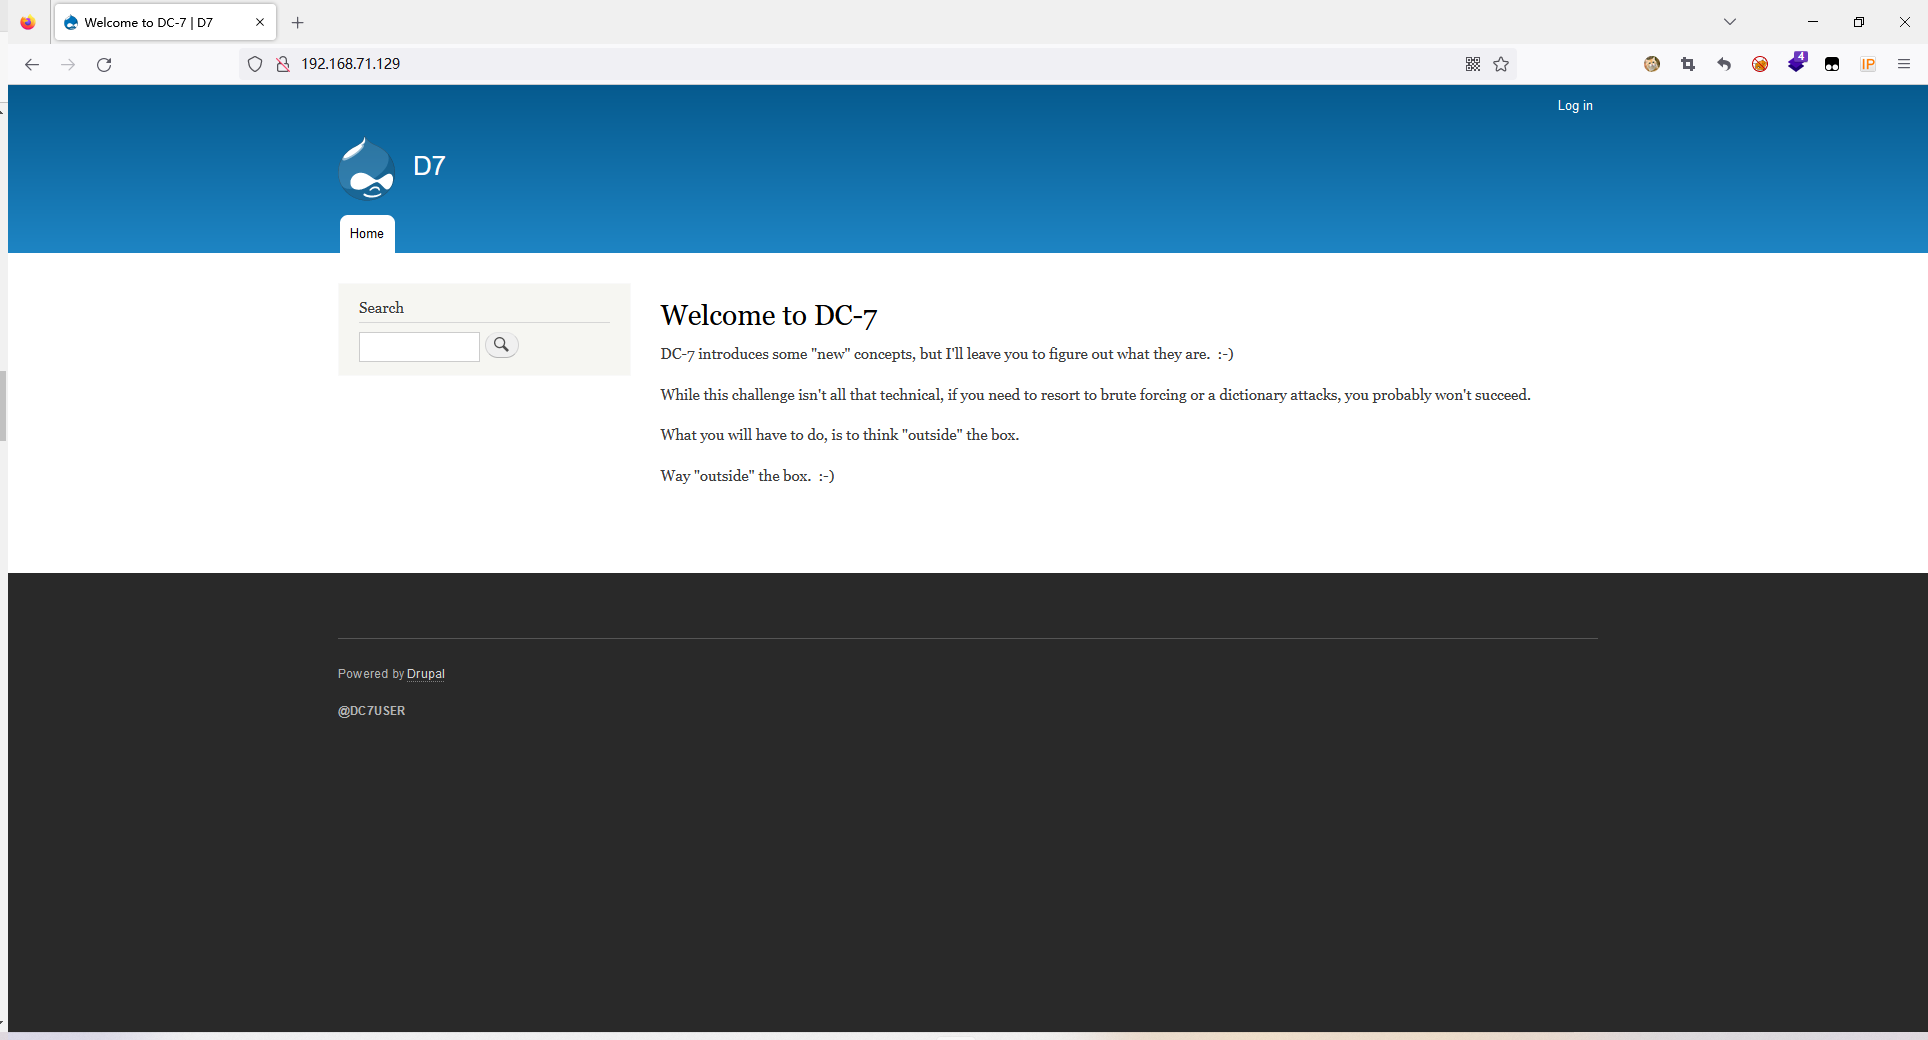 Welcome to DC-7 | D7
192.168.71.129
4
IP
Log in
D7
Home
Search
Welcome to DC-7
DC-7 introduces some "new" concepts, but I'll leave you to figure out what they are.  :-)
While this challenge isn't all that technical, if you need to resort to brute forcing or a dictionary attacks, you probably won't succeed.
What you will have to do, is to think "outside" the box.
Way "outside" the box.  :-)
Powered by Drupal
@DC7USER